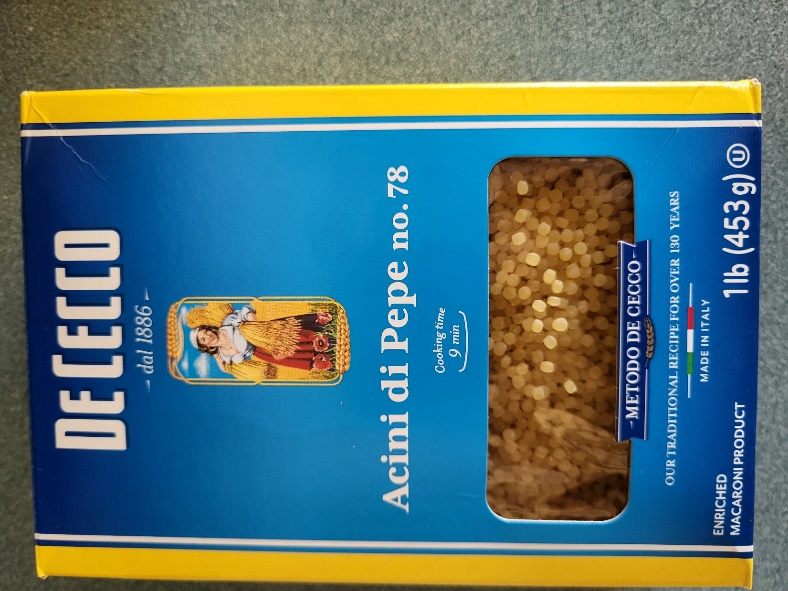 DE CECCO
dal 1886
Acini di Pepe no. 78
Cooking time
9 min
METODO DE CECCO
OUR TRADITIONAL RECIPE FOR OVER 130 YEARS
MADE IN ITALY
ENRICHED
MACARONI PRODUCT
1 lb (453 g) U